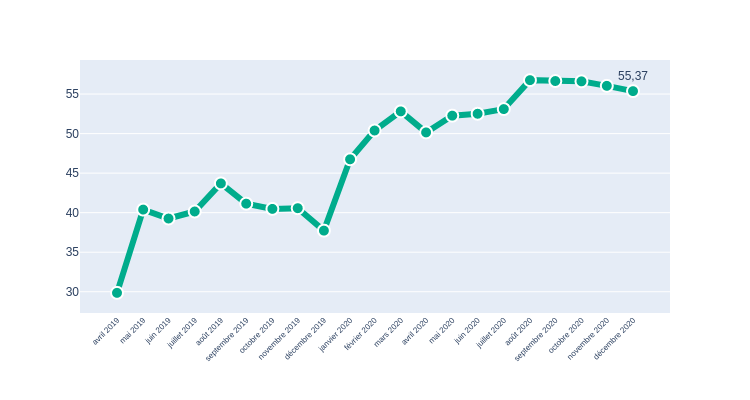 55,37
55
50
45
40
35
30
avril 2019
mai 2019
juin 2019
juillet 2019
août 2019
septembre 2019
octobre 2019
novembre 2019
décembre 2019
janvier 2020
février 2020
mars 2020
avril 2020
mai 2020
juin 2020
juillet 2020
août 2020
septembre 2020
octobre 2020
novembre 2020
décembre 2020